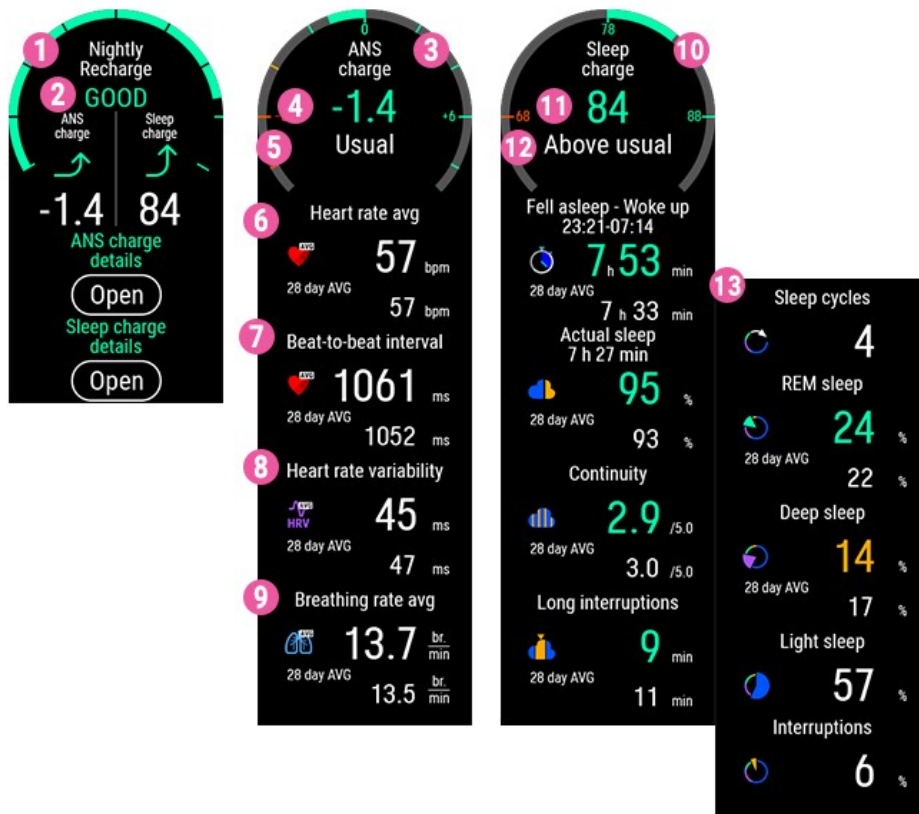 1
Nightly
Recharge
2
GOOD
ANS
charge
Sleep
charge
-1.4
84
ANS charge
details
Open
Sleep charge
details
Open
0
3
ANS
charge
4
-1.4
+6
5
Usual
6
Heart rate avg
AVG
57 bpm
28 day AVG
57 bpm
7
Beat-to-beat interval
AVG
1061 ms
28 day AVG
1052 ms
8
Heart rate variability
AVG
HRV
45 ms
28 day AVG
47 ms
9
Breathing rate avg
AVG
13.7 br.
min
28 day AVG
13.5 br.
min
78
10
Sleep
charge
11
68
84
88
12
Above usual
Fell asleep - Woke up
23:21-07:14
7 h 53 min
28 day AVG
7 h 33 min
Actual sleep
7 h 27 min
95 %
28 day AVG
93 %
Continuity
2.9 /5.0
28 day AVG
3.0 /5.0
Long interruptions
9 min
28 day AVG
11 min
13
Sleep cycles
4
REM sleep
24 %
28 day AVG
22 %
Deep sleep
14 %
28 day AVG
17 %
Light sleep
57 %
Interruptions
6 %